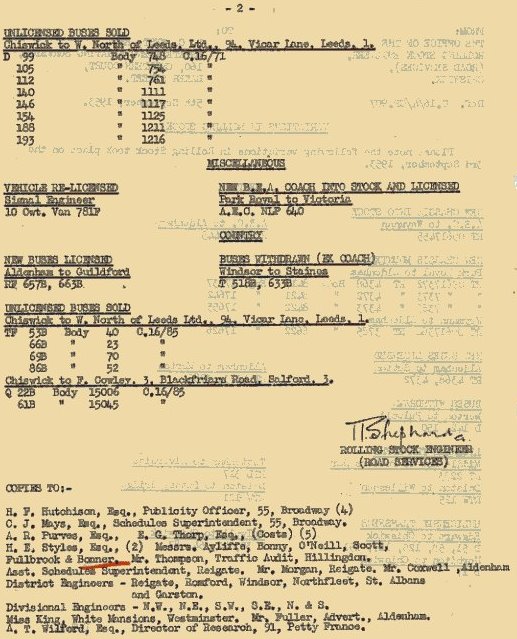 - 2 -
UNLICENSED BUSES SOLD
Chiswick to W. North of Leeds, Ltd., 94, Vicar Lane, Leeds, 1.
D 99 Body 748 C.16/71
105 " 754 "
112 " 761 "
140 " 1111 "
146 " 1117 "
154 " 1125 "
188 " 1211 "
193 " 1216 "
MISCELLANEOUS
VEHICLE RE-LICENSED
Signal Engineer
10 Cwt. Van 781F
NEW B.E.A. COACH INTO STOCK AND LICENSED
Park Royal to Victoria
A.E.C. NLP 640
COUNTRY
NEW BUSES LICENSED
Aldenham to Guildford
RF 657B, 663B
BUSES WITHDRAWN (EX COACH)
Windsor to Staines
T 518B, 633B
UNLICENSED BUSES SOLD
Chiswick to W. North of Leeds Ltd., 94, Vicar Lane, Leeds, 1.
TF 53B Body 40 C.16/85
66B " 23 "
69B " 70 "
86B " 52 "
Chiswick to F. Cowley, 3, Blackfriars Road, Salford, 3.
Q 22B Body 15006 C.16/85
61B " 15045 "
T. Shephard
ROLLING STOCK ENGINEER
(ROAD SERVICES)
COPIES TO:-
H. F. Hutchison, Esq., Publicity Officer, 55, Broadway (4)
C. J. Mays, Esq., Schedules Superintendent, 55, Broadway.
A. R. Purves, Esq., E. G. Thorp, Esq., (Costs) (5)
H. E. Styles, Esq., (2) Messrs. Ayliffe, Bonny, O'Neill, Scott,
Fullbrook & Bonner. Mr. Thompson, Traffic Audit, Hillingdon.
Asst. Schedules Superintendent, Reigate. Mr. Morgan, Reigate. Mr. Coxwell, Aldenham
District Engineers - Reigate, Romford, Windsor, Northfleet, St. Albans
and Garston.
Divisional Engineers - N.W., N.E., S.W., S.E., N. & S.
Miss King, White Mansions, Westminster. Mr. Fuller, Advert., Aldenham.
A. T. Wilford, Esq., Director of Research, 91, Petty France.